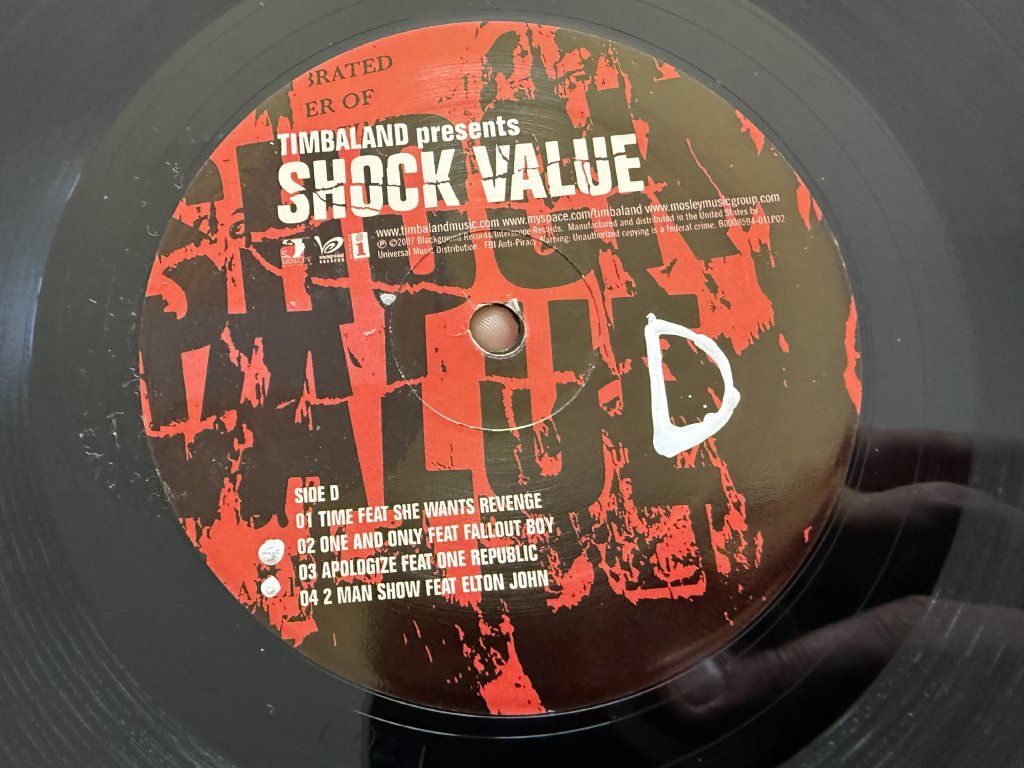 BRATED
ER OF
TIMBALAND presents
SHOCK VALUE
www.timbalandmusic.com www.myspace.com/timbaland www.mosleymusicgroup.com
℗ ©2007 Blackground Records/Interscope Records. Manufactured and distributed in the United States by
Universal Music Distribution. FBI Anti-Piracy Warning: Unauthorized copying is a federal crime. B0008594-01LP02
MOSLEY
i
D
SIDE D
01 TIME FEAT SHE WANTS REVENGE
02 ONE AND ONLY FEAT FALLOUT BOY
03 APOLOGIZE FEAT ONE REPUBLIC
04 2 MAN SHOW FEAT ELTON JOHN